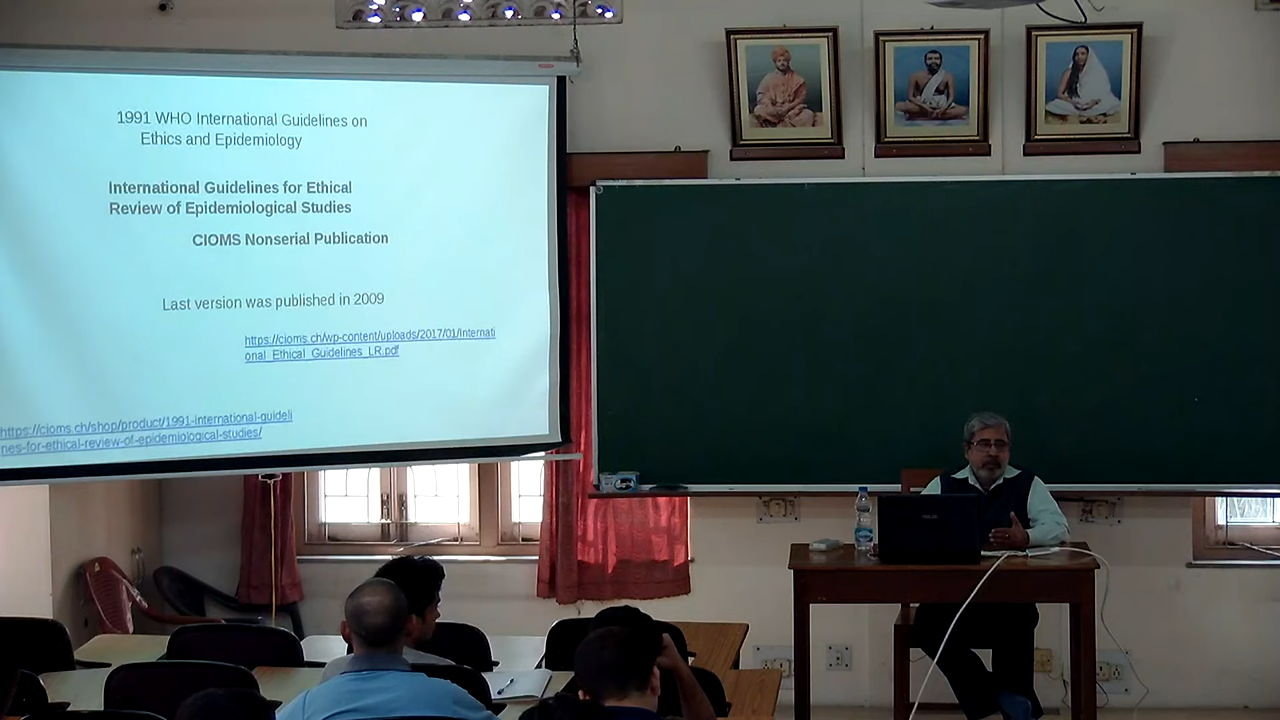 1991 WHO International Guidelines on
Ethics and Epidemiology
International Guidelines for Ethical
Review of Epidemiological Studies
CIOMS Nonserial Publication
Last version was published in 2009
https://cioms.ch/wp-content/uploads/2017/01/Internati
onal_Ethical_Guidelines_LR.pdf
https://cioms.ch/shop/product/1991-international-guideli
nes-for-ethical-review-of-epidemiological-studies/
ASUS